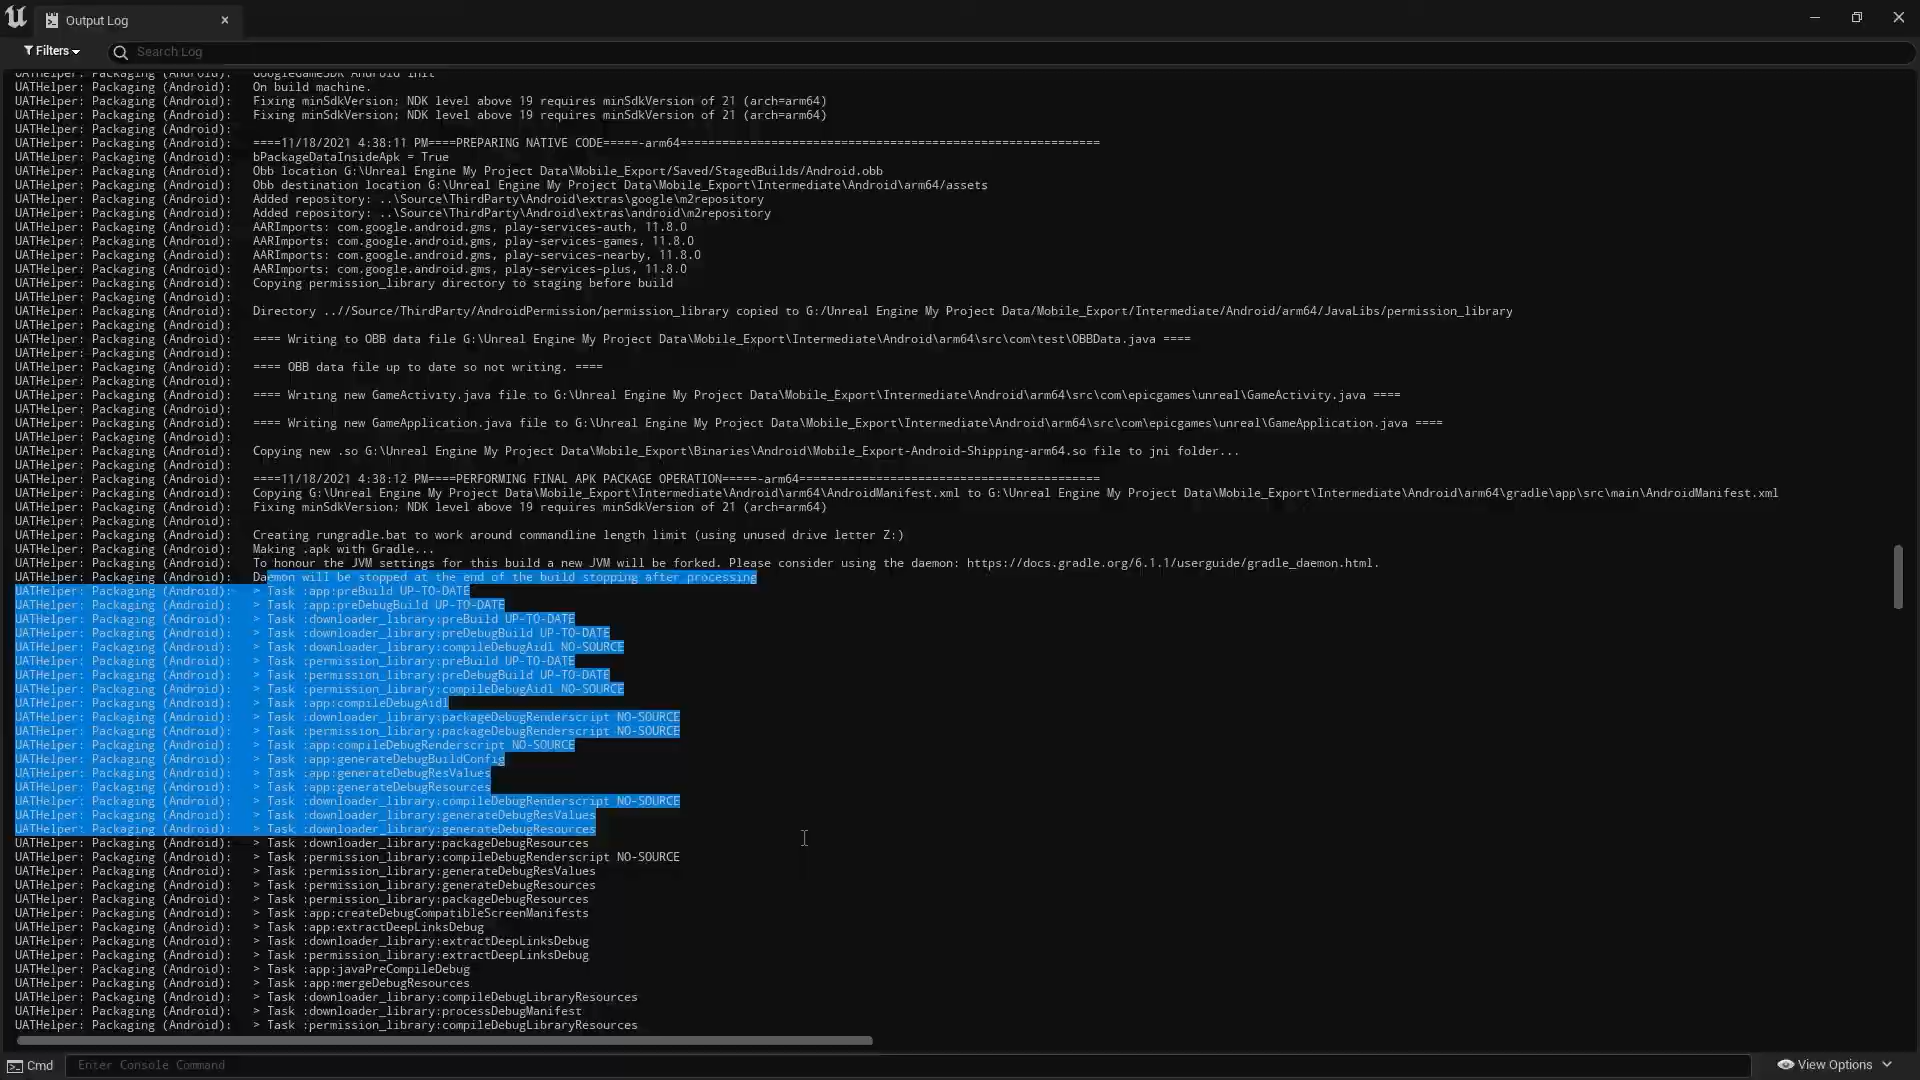 Output Log
Filters
Search Log
UATHelper: Packaging (Android):   GoogleGameSDK Android Init
UATHelper: Packaging (Android):   On build machine.
UATHelper: Packaging (Android):   Fixing minSdkVersion; NDK level above 19 requires minSdkVersion of 21 (arch=arm64)
UATHelper: Packaging (Android):   Fixing minSdkVersion; NDK level above 19 requires minSdkVersion of 21 (arch=arm64)
UATHelper: Packaging (Android):
UATHelper: Packaging (Android):   ====11/18/2021 4:38:11 PM====PREPARING NATIVE CODE=====-arm64============================================================
UATHelper: Packaging (Android):   bPackageDataInsideApk = True
UATHelper: Packaging (Android):   Obb location G:\Unreal Engine My Project Data\Mobile_Export/Saved/StagedBuilds/Android.obb
UATHelper: Packaging (Android):   Obb destination location G:\Unreal Engine My Project Data\Mobile_Export\Intermediate\Android\arm64/assets
UATHelper: Packaging (Android):   Added repository: ..\Source\ThirdParty\Android\extras\google\m2repository
UATHelper: Packaging (Android):   Added repository: ..\Source\ThirdParty\Android\extras\android\m2repository
UATHelper: Packaging (Android):   AARImports: com.google.android.gms, play-services-auth, 11.8.0
UATHelper: Packaging (Android):   AARImports: com.google.android.gms, play-services-games, 11.8.0
UATHelper: Packaging (Android):   AARImports: com.google.android.gms, play-services-nearby, 11.8.0
UATHelper: Packaging (Android):   AARImports: com.google.android.gms, play-services-plus, 11.8.0
UATHelper: Packaging (Android):   Copying permission_library directory to staging before build
UATHelper: Packaging (Android):
UATHelper: Packaging (Android):   Directory ..//Source/ThirdParty/AndroidPermission/permission_library copied to G:/Unreal Engine My Project Data/Mobile_Export/Intermediate/Android/arm64/JavaLibs/permission_library
UATHelper: Packaging (Android):
UATHelper: Packaging (Android):   ==== Writing to OBB data file G:\Unreal Engine My Project Data\Mobile_Export\Intermediate\Android\arm64\src\com\test\OBBData.java ====
UATHelper: Packaging (Android):
UATHelper: Packaging (Android):   ==== OBB data file up to date so not writing. ====
UATHelper: Packaging (Android):
UATHelper: Packaging (Android):   ==== Writing new GameActivity.java file to G:\Unreal Engine My Project Data\Mobile_Export\Intermediate\Android\arm64\src\com\epicgames\unreal\GameActivity.java ====
UATHelper: Packaging (Android):
UATHelper: Packaging (Android):   ==== Writing new GameApplication.java file to G:\Unreal Engine My Project Data\Mobile_Export\Intermediate\Android\arm64\src\com\epicgames\unreal\GameApplication.java ====
UATHelper: Packaging (Android):
UATHelper: Packaging (Android):   Copying new .so G:\Unreal Engine My Project Data\Mobile_Export\Binaries\Android\Mobile_Export-Android-Shipping-arm64.so file to jni folder...
UATHelper: Packaging (Android):
UATHelper: Packaging (Android):   ====11/18/2021 4:38:12 PM====PERFORMING FINAL APK PACKAGE OPERATION=====-arm64===========================================
UATHelper: Packaging (Android):   Copying G:\Unreal Engine My Project Data\Mobile_Export\Intermediate\Android\arm64\AndroidManifest.xml to G:\Unreal Engine My Project Data\Mobile_Export\Intermediate\Android\arm64\gradle\app\src\main\AndroidManifest.xml
UATHelper: Packaging (Android):   Fixing minSdkVersion; NDK level above 19 requires minSdkVersion of 21 (arch=arm64)
UATHelper: Packaging (Android):
UATHelper: Packaging (Android):   Creating rungradle.bat to work around commandline length limit (using unused drive letter Z:)
UATHelper: Packaging (Android):   Making .apk with Gradle...
UATHelper: Packaging (Android):   To honour the JVM settings for this build a new JVM will be forked. Please consider using the daemon: https://docs.gradle.org/6.1.1/userguide/gradle_daemon.html.
UATHelper: Packaging (Android):   Daemon will be stopped at the end of the build stopping after processing
UATHelper: Packaging (Android):   > Task :app:preBuild UP-TO-DATE
UATHelper: Packaging (Android):   > Task :app:preDebugBuild UP-TO-DATE
UATHelper: Packaging (Android):   > Task :downloader_library:preBuild UP-TO-DATE
UATHelper: Packaging (Android):   > Task :downloader_library:preDebugBuild UP-TO-DATE
UATHelper: Packaging (Android):   > Task :downloader_library:compileDebugAidl NO-SOURCE
UATHelper: Packaging (Android):   > Task :permission_library:preBuild UP-TO-DATE
UATHelper: Packaging (Android):   > Task :permission_library:preDebugBuild UP-TO-DATE
UATHelper: Packaging (Android):   > Task :permission_library:compileDebugAidl NO-SOURCE
UATHelper: Packaging (Android):   > Task :app:compileDebugAidl
UATHelper: Packaging (Android):   > Task :downloader_library:packageDebugRenderscript NO-SOURCE
UATHelper: Packaging (Android):   > Task :permission_library:packageDebugRenderscript NO-SOURCE
UATHelper: Packaging (Android):   > Task :app:compileDebugRenderscript NO-SOURCE
UATHelper: Packaging (Android):   > Task :app:generateDebugBuildConfig
UATHelper: Packaging (Android):   > Task :app:generateDebugResValues
UATHelper: Packaging (Android):   > Task :app:generateDebugResources
UATHelper: Packaging (Android):   > Task :downloader_library:compileDebugRenderscript NO-SOURCE
UATHelper: Packaging (Android):   > Task :downloader_library:generateDebugResValues
UATHelper: Packaging (Android):   > Task :downloader_library:generateDebugResources
UATHelper: Packaging (Android):   > Task :downloader_library:packageDebugResources
UATHelper: Packaging (Android):   > Task :permission_library:compileDebugRenderscript NO-SOURCE
UATHelper: Packaging (Android):   > Task :permission_library:generateDebugResValues
UATHelper: Packaging (Android):   > Task :permission_library:generateDebugResources
UATHelper: Packaging (Android):   > Task :permission_library:packageDebugResources
UATHelper: Packaging (Android):   > Task :app:createDebugCompatibleScreenManifests
UATHelper: Packaging (Android):   > Task :app:extractDeepLinksDebug
UATHelper: Packaging (Android):   > Task :downloader_library:extractDeepLinksDebug
UATHelper: Packaging (Android):   > Task :permission_library:extractDeepLinksDebug
UATHelper: Packaging (Android):   > Task :app:javaPreCompileDebug
UATHelper: Packaging (Android):   > Task :app:mergeDebugResources
UATHelper: Packaging (Android):   > Task :downloader_library:compileDebugLibraryResources
UATHelper: Packaging (Android):   > Task :downloader_library:processDebugManifest
UATHelper: Packaging (Android):   > Task :permission_library:compileDebugLibraryResources
Cmd
Enter Console Command
View Options